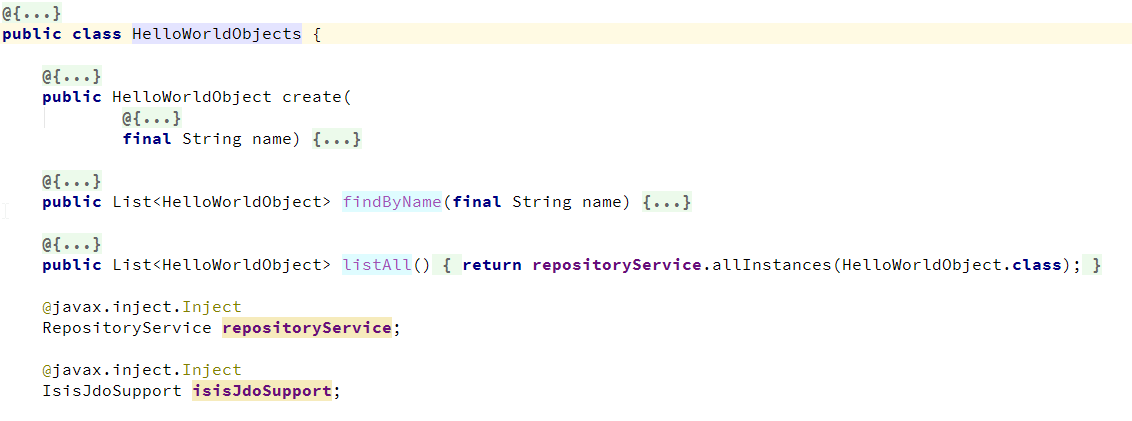 @{...}
public class HelloWorldObjects {
@{...}
public HelloWorldObject create(
@{...}
final String name) {...}
@{...}
public List<HelloWorldObject> findByName(final String name) {...}
@{...}
public List<HelloWorldObject> listAll() { return repositoryService.allInstances(HelloWorldObject.class); }
@javax.inject.Inject
RepositoryService repositoryService;
@javax.inject.Inject
IsisJdoSupport isisJdoSupport;